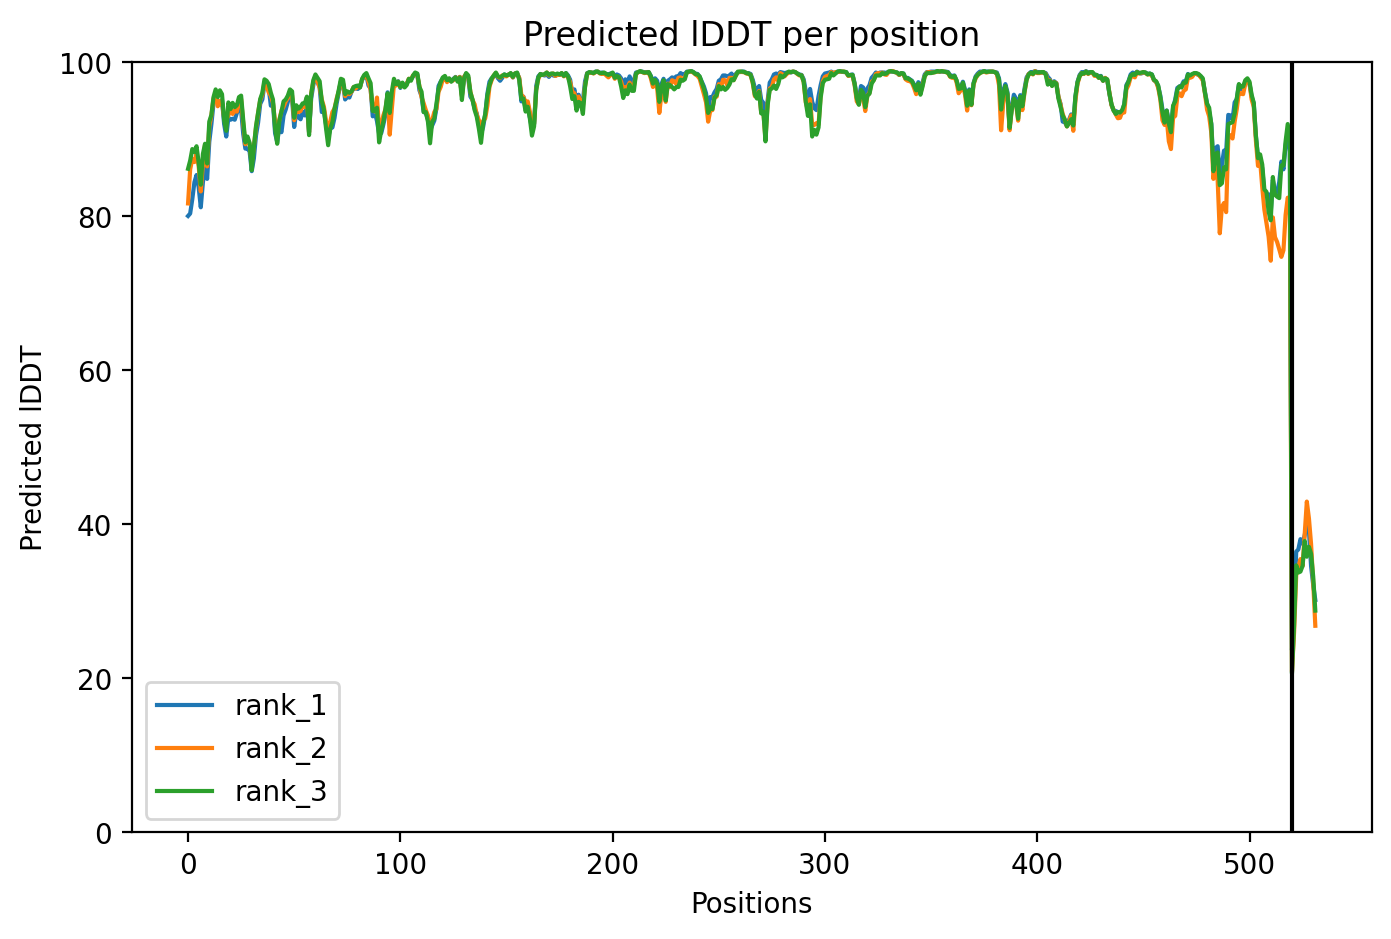 Predicted lDDT per position
100
80
60
40
20
0
Predicted lDDT
rank_1
rank_2
rank_3
0 100 200 300 400 500
Positions